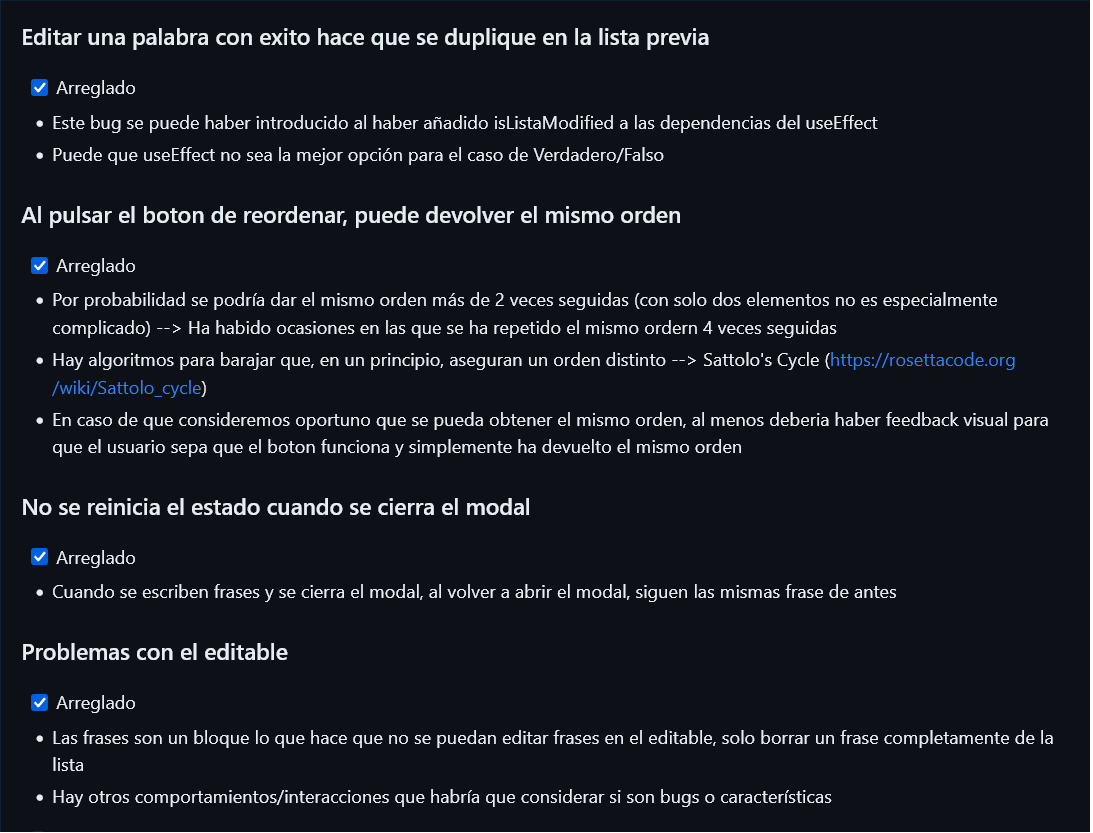 Editar una palabra con exito hace que se duplique en la lista previa
Arreglado
Este bug se puede haber introducido al haber añadido isListaModified a las dependencias del useEffect
Puede que useEffect no sea la mejor opción para el caso de Verdadero/Falso
Al pulsar el boton de reordenar, puede devolver el mismo orden
Arreglado
Por probabilidad se podría dar el mismo orden más de 2 veces seguidas (con solo dos elementos no es especialmente
complicado) --> Ha habido ocasiones en las que se ha repetido el mismo ordern 4 veces seguidas
Hay algoritmos para barajar que, en un principio, aseguran un orden distinto --> Sattolo's Cycle (https://rosettacode.org
/wiki/Sattolo_cycle)
En caso de que consideremos oportuno que se pueda obtener el mismo orden, al menos deberia haber feedback visual para
que el usuario sepa que el boton funciona y simplemente ha devuelto el mismo orden
No se reinicia el estado cuando se cierra el modal
Arreglado
Cuando se escriben frases y se cierra el modal, al volver a abrir el modal, siguen las mismas frase de antes
Problemas con el editable
Arreglado
Las frases son un bloque lo que hace que no se puedan editar frases en el editable, solo borrar un frase completamente de la
lista
Hay otros comportamientos/interacciones que habría que considerar si son bugs o características